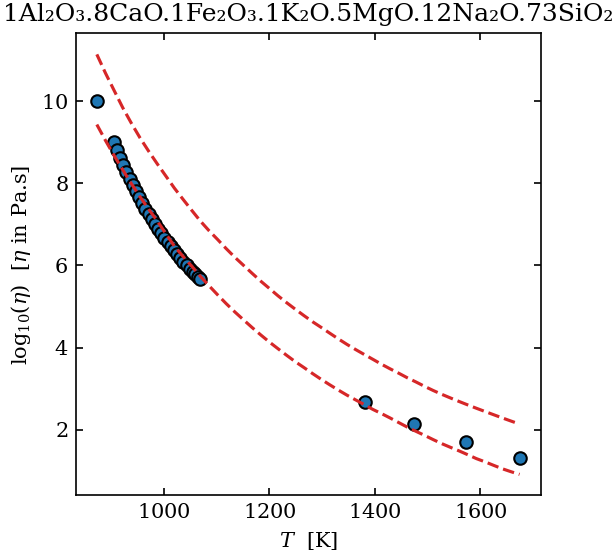 1Al₂O₃.8CaO.1Fe₂O₃.1K₂O.5MgO.12Na₂O.73SiO₂
10
8
6
4
2
log₁₀(η) [η in Pa.s]
1000 1200 1400 1600
T [K]